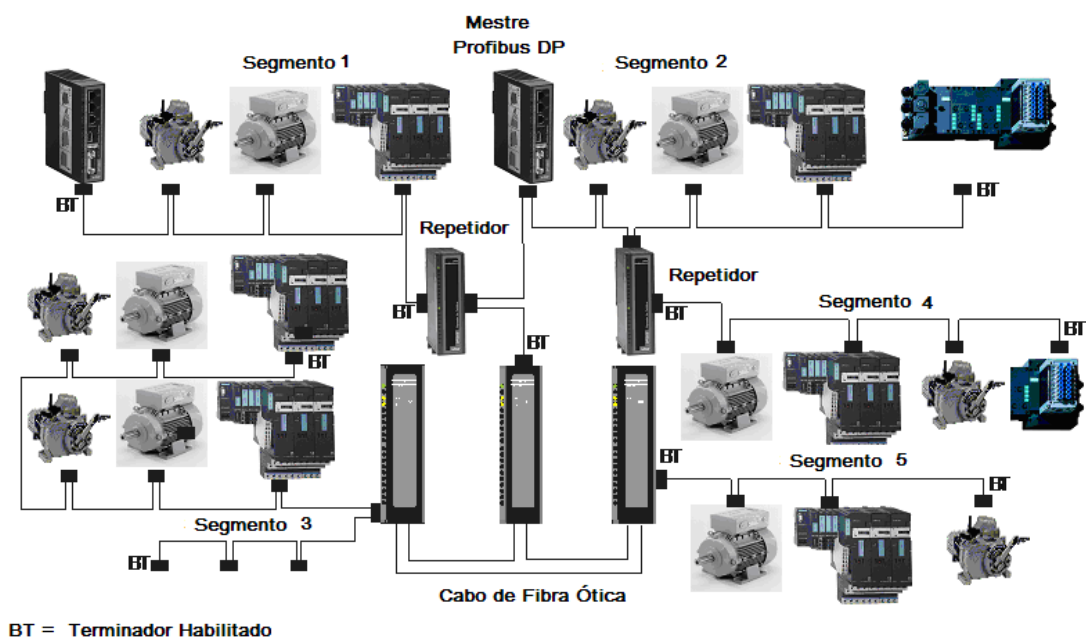 Mestre
Profibus DP
Segmento 1
Segmento 2
BT
BT
Repetidor
Repetidor
BT
BT
Segmento 4
BT
BT
BT
BT
Segmento 5
BT
Segmento 3
BT
Cabo de Fibra Ótica
BT = Terminador Habilitado